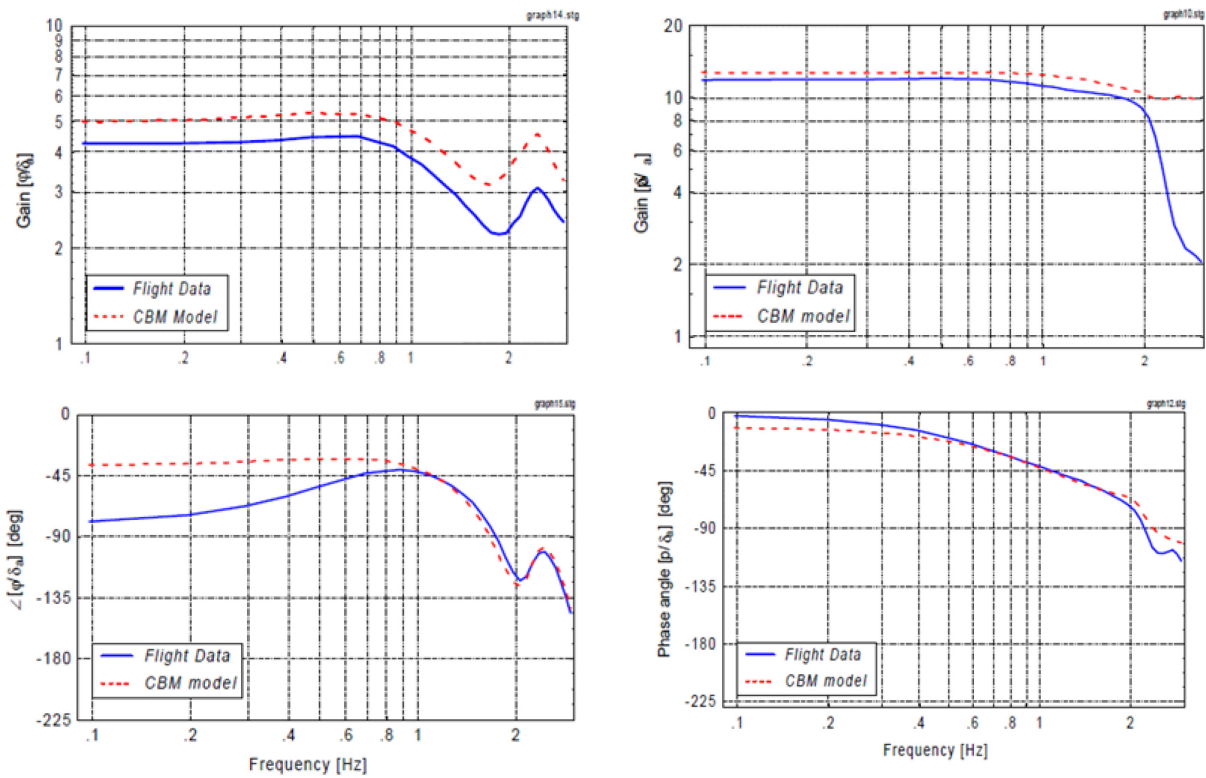 graph14.stg
10
9
8
7
6
5
4
3
2
1
Gain [φ/δa]
Flight Data
CBM Model
.1 .2 .4 .6 .8 1 2
graph10.stg
20
10
8
6
4
2
1
Flight Data
CBM model
.1 .2 .4 .6 .8 1 2
graph15.stg
0
-45
-90
-135
-180
-225
∠[φ/δa] [deg]
Flight Data
CBM model
.1 .2 .4 .6 .8 1 2
Frequency [Hz]
graph12.stg
0
-45
-90
-135
-180
-225
Phase angle [p/δa] [deg]
Flight Data
CBM model
.1 .2 .4 .6 .8 1 2
Frequency [Hz]